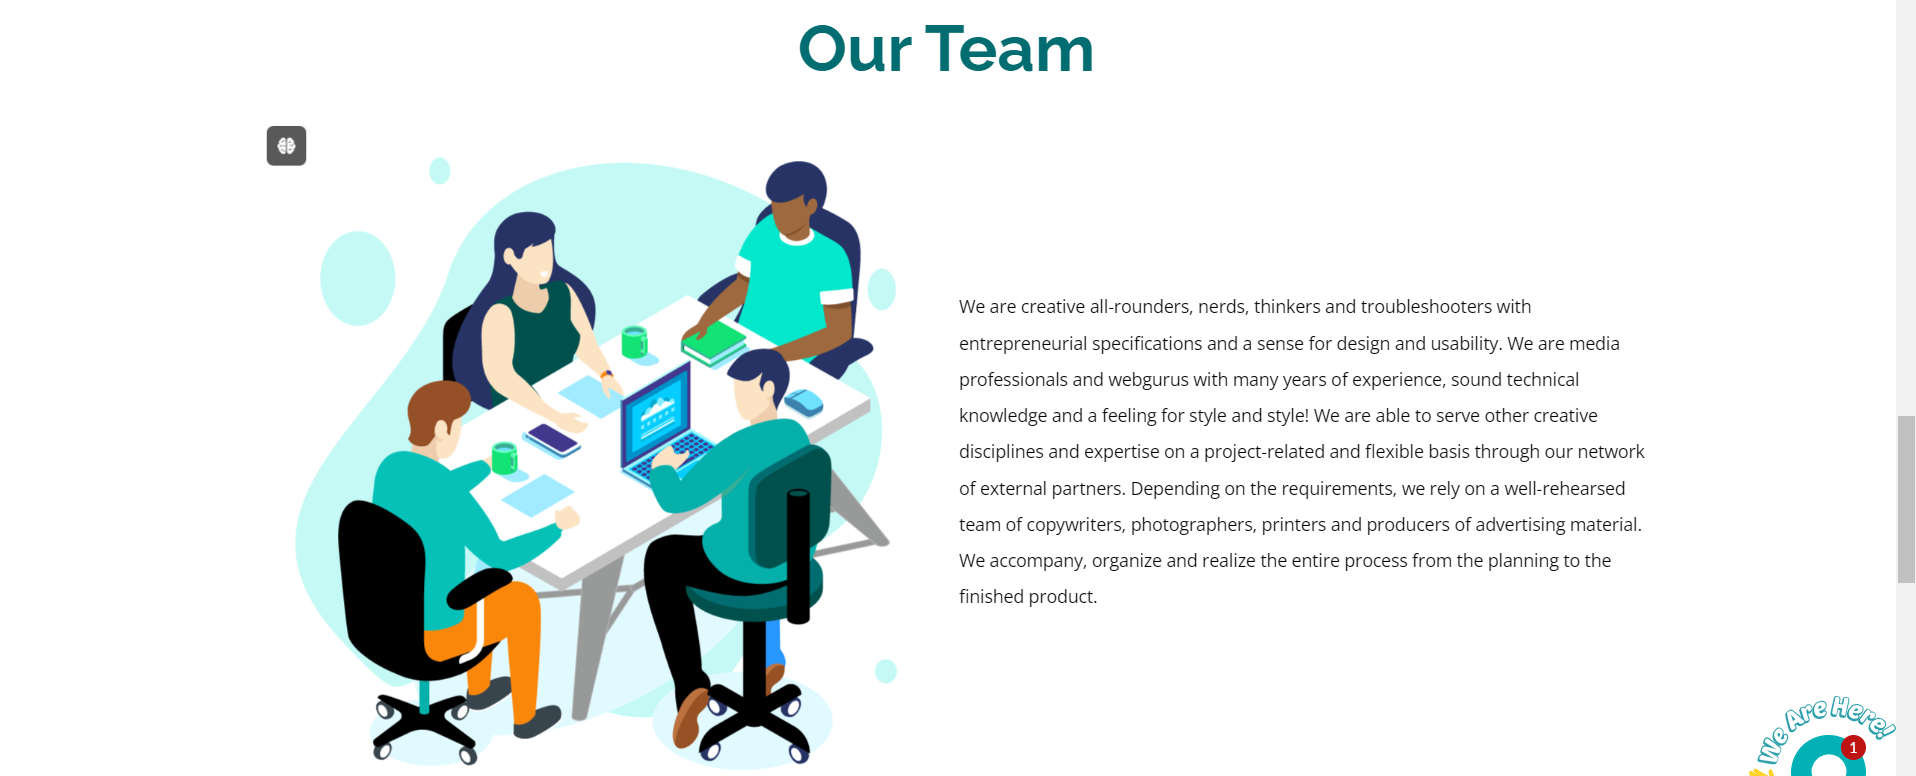 Our Team
We are creative all-rounders, nerds, thinkers and troubleshooters with
entrepreneurial specifications and a sense for design and usability. We are media
professionals and webgurus with many years of experience, sound technical
knowledge and a feeling for style and style! We are able to serve other creative
disciplines and expertise on a project-related and flexible basis through our network
of external partners. Depending on the requirements, we rely on a well-rehearsed
team of copywriters, photographers, printers and producers of advertising material.
We accompany, organize and realize the entire process from the planning to the
finished product.
We Are Here!
1